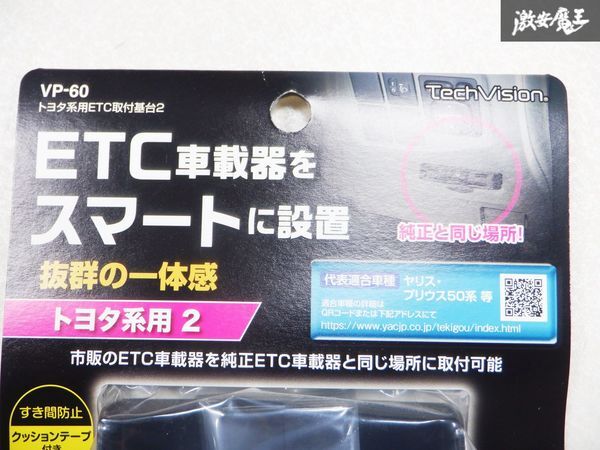 激安魔王
VP-60
トヨタ系用ETC取付基台2
TechVision®
ETC車載器を
スマートに設置
純正と同じ場所!
抜群の一体感
代表適合車種
ヤリス・
プリウス50系 等
適合車種の詳細は
QRコードまたは下記アドレスにて
https://www.yacjp.co.jp/tekigou/index.html
トヨタ系用 2
市販のETC車載器を純正ETC車載器と同じ場所に取付可能
すき間防止
クッションテープ
付き